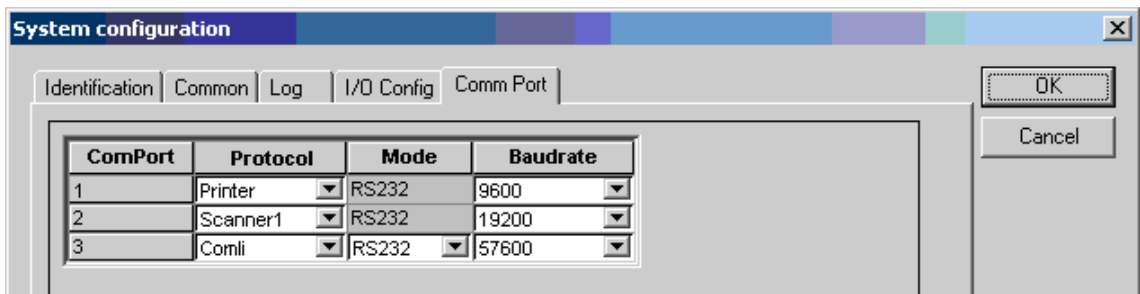 System configuration
Identification Common Log I/O Config Comm Port
OK
Cancel
ComPort Protocol Mode Baudrate
1 Printer RS232 9600
2 Scanner1 RS232 19200
3 Comli RS232 57600